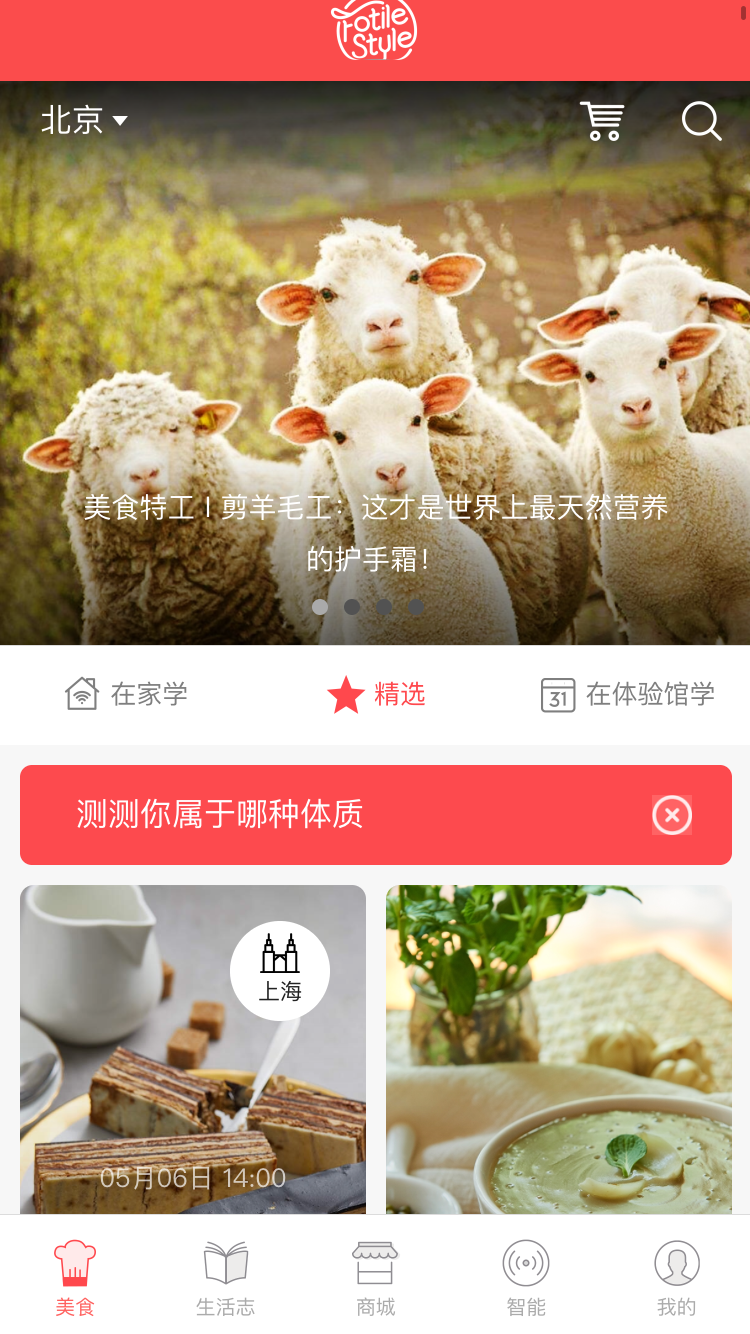 Fotile
Style
北京
美食特工 | 剪羊毛工：这才是世界上最天然营养
的护手霜！
在家学
精选
31
在体验馆学
测测你属于哪种体质
上海
05月06日 14:00
美食
生活志
商城
智能
我的